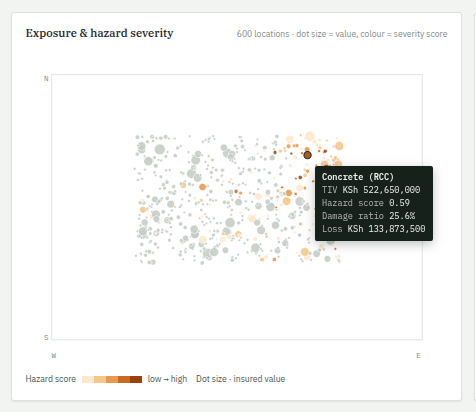 Exposure & hazard severity
600 locations · dot size = value, colour = severity score
N
Concrete (RCC)
TIV KSh 522,650,000
Hazard score 0.59
Damage ratio 25.6%
Loss KSh 133,873,500
S
W E
Hazard score low → high Dot size · insured value